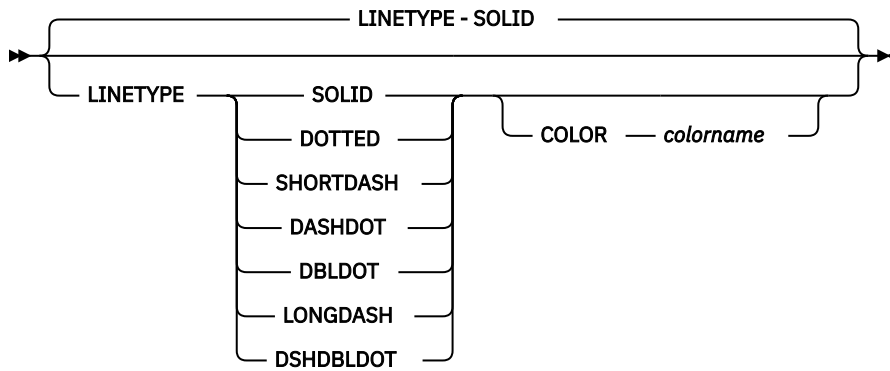 LINETYPE - SOLID
LINETYPE SOLID
DOTTED
COLOR colorname
SHORTDASH
DASHDOT
DBLDOT
LONGDASH
DSHDBLDOT